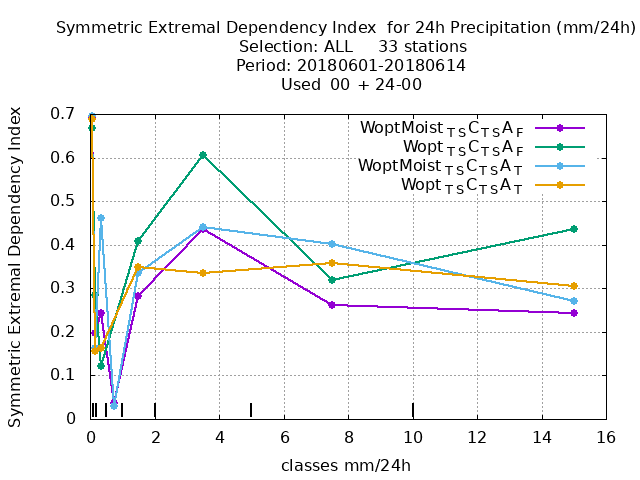 Symmetric Extremal Dependency Index  for 24h Precipitation (mm/24h)
Selection: ALL     33 stations
Period: 20180601-20180614
Used  00 + 24-00
Symmetric Extremal Dependency Index
0.7
0.6
0.5
0.4
0.3
0.2
0.1
0
WoptMoist TS C TS A F
Wopt TS C TS A F
WoptMoist TS C TS A T
Wopt TS C TS A T
0 2 4 6 8 10 12 14 16
classes mm/24h